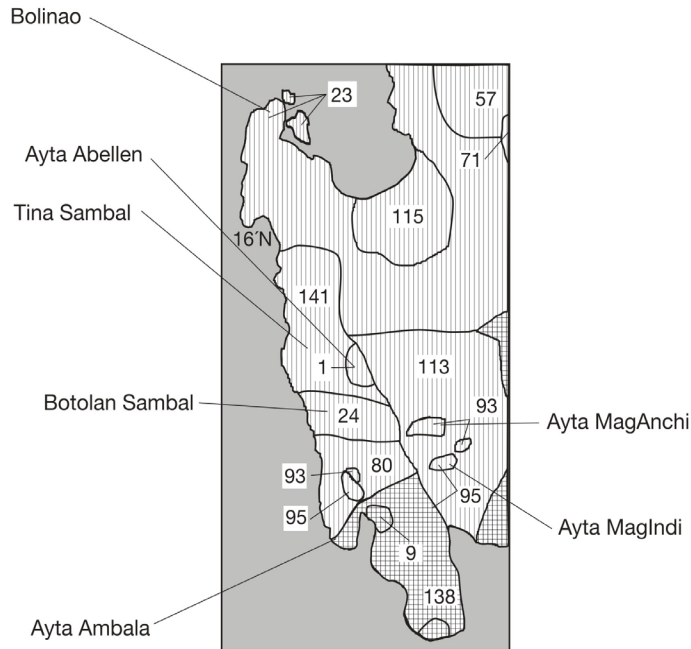 Bolinao
23
57
Ayta Abellen
71
Tina Sambal
115
16´N
141
1
113
Botolan Sambal
24
93
Ayta MagAnchi
93
80
95
95
Ayta MagIndi
9
138
Ayta Ambala